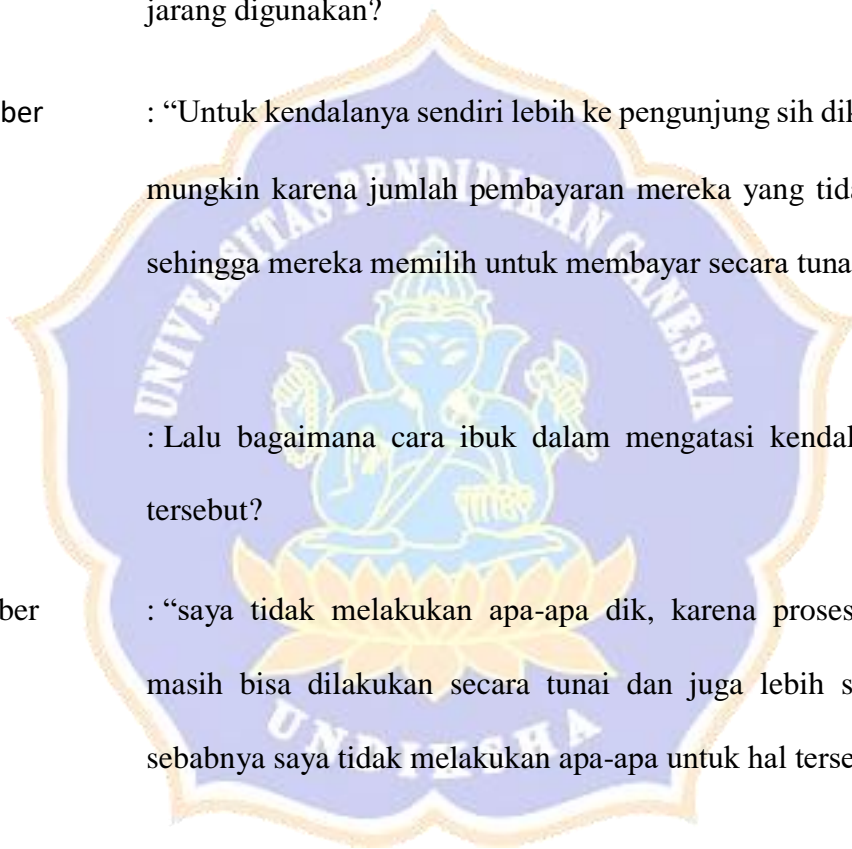 jarang digunakan?
ber : “Untuk kendalanya sendiri lebih ke pengunjung sih dik
mungkin karena jumlah pembayaran mereka yang tida
sehingga mereka memilih untuk membayar secara tuna
: Lalu bagaimana cara ibuk dalam mengatasi kendal
tersebut?
ber : “saya tidak melakukan apa-apa dik, karena proses
masih bisa dilakukan secara tunai dan juga lebih s
sebabnya saya tidak melakukan apa-apa untuk hal terse
UNIVERSITAS PENDIDIKAN GANESHA
UNDIKSHA